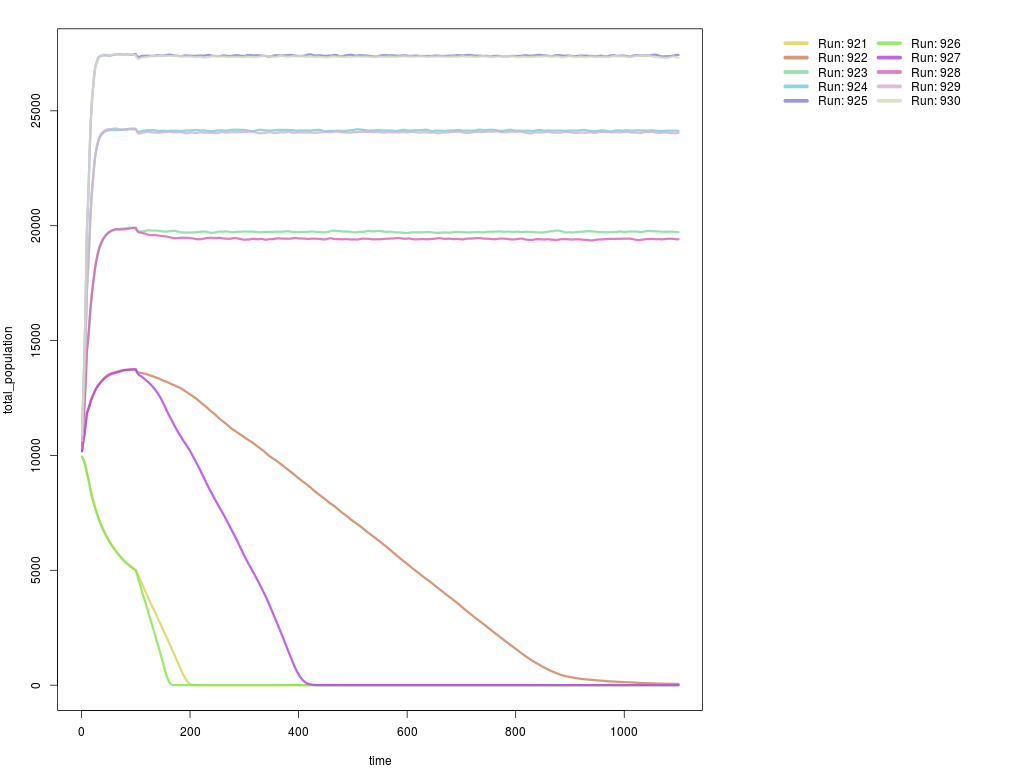 total_population
25000
20000
15000
10000
5000
0
0 200 400 600 800 1000
time
Run: 921 Run: 926
Run: 922 Run: 927
Run: 923 Run: 928
Run: 924 Run: 929
Run: 925 Run: 930